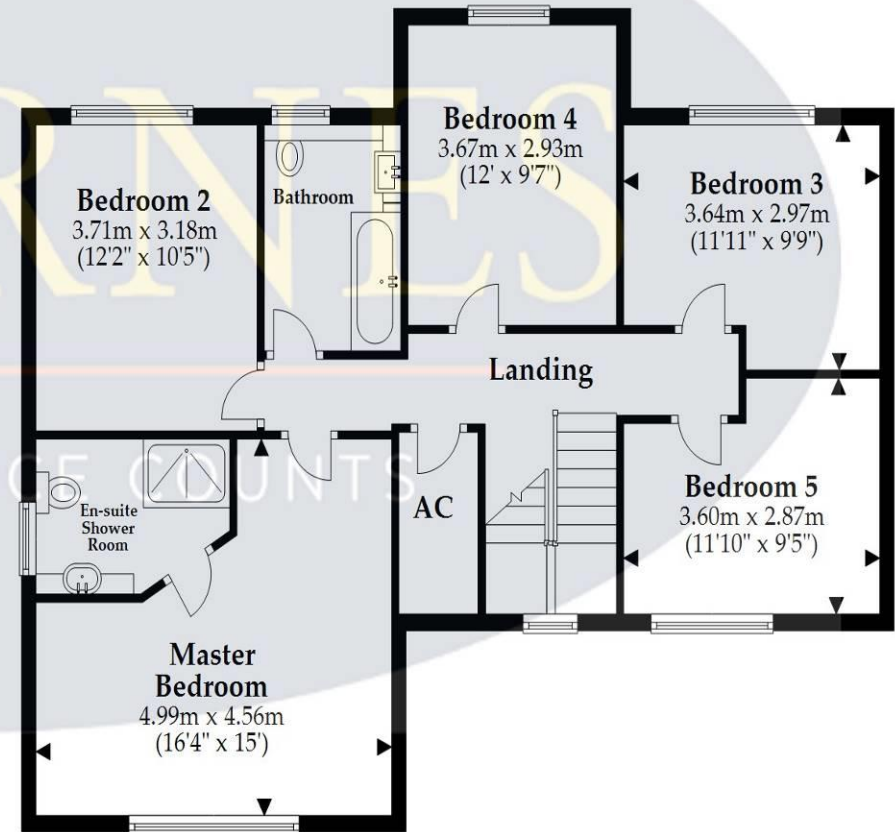 Bedroom 4
3.67m x 2.93m
(12' x 9'7")
Bedroom 2
3.71m x 3.18m
(12'2" x 10'5")
Bathroom
Bedroom 3
3.64m x 2.97m
(11'11" x 9'9")
Landing
En-suite
Shower
Room
AC
Bedroom 5
3.60m x 2.87m
(11'10" x 9'5")
Master
Bedroom
4.99m x 4.56m
(16'4" x 15')
RNES
GE COUNTS